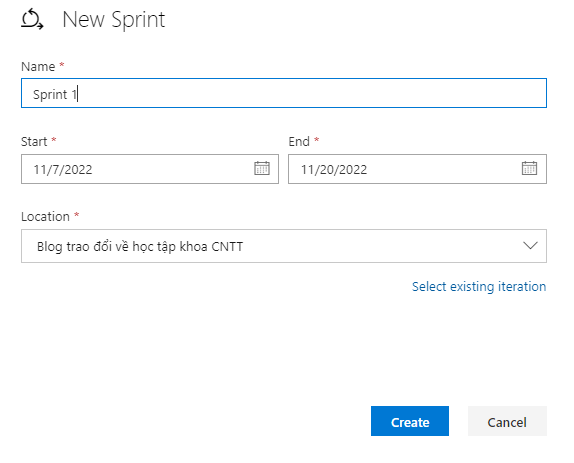 New Sprint
Name *
Sprint 1
Start *
End *
11/7/2022
11/20/2022
Location *
Blog trao đổi về học tập khoa CNTT
Select existing iteration
Create
Cancel